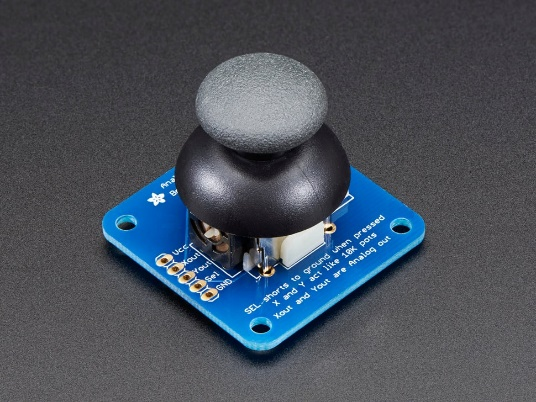 Vcc
Xout
Yout
Sel
GND
SEL shorts to ground when pressed
X and Y act like 10K pots
Xout and Yout are Analog out